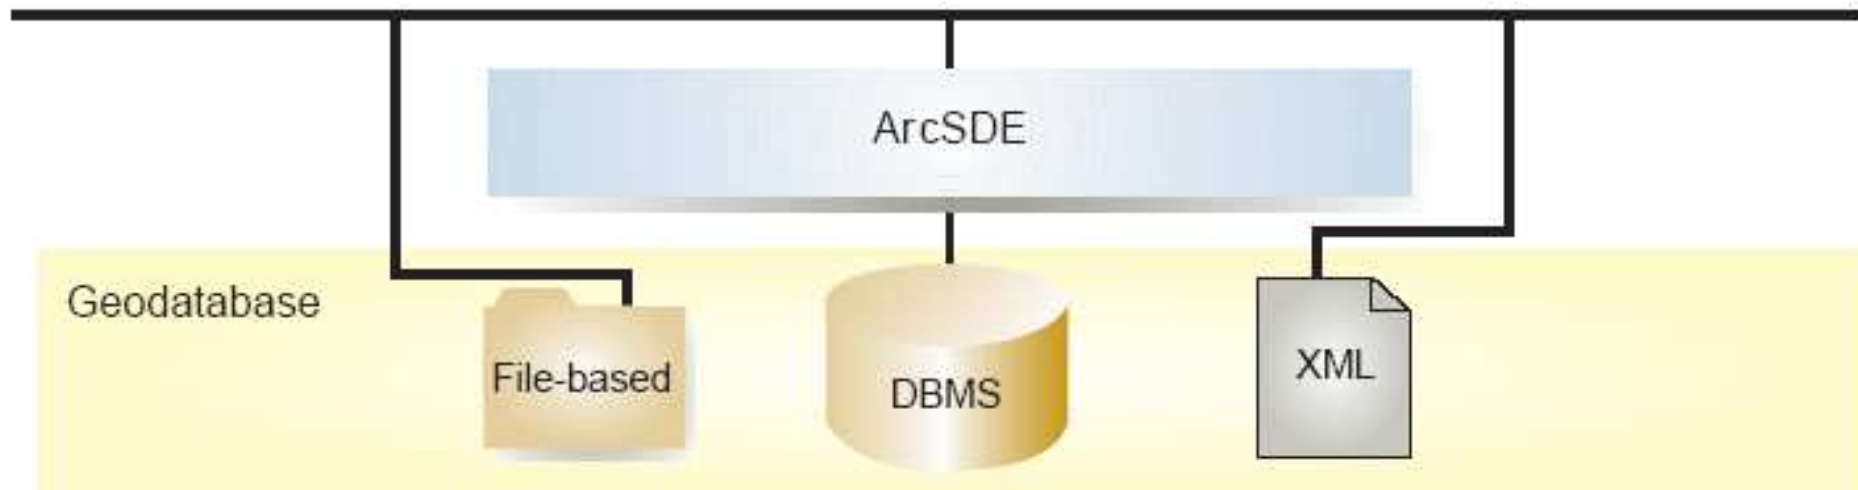 ArcSDE
Geodatabase
File-based
DBMS
XML